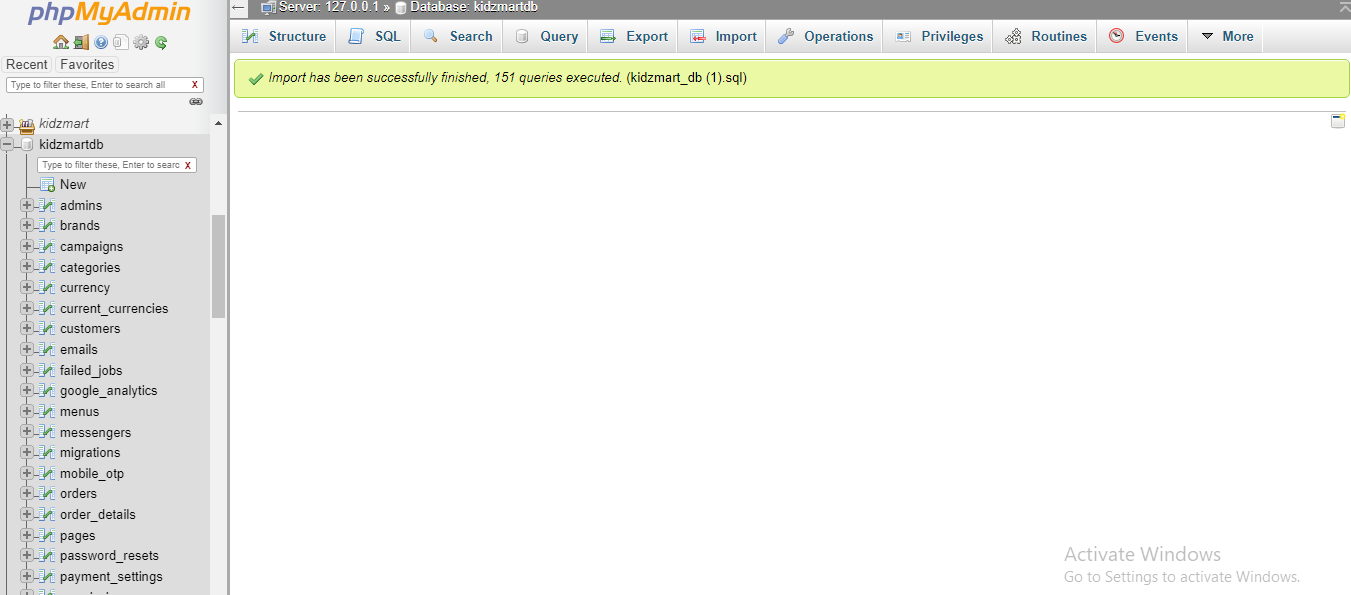 phpMyAdmin
Server: 127.0.0.1 » Database: kidzmartdb
Structure SQL Search Query Export Import Operations Privileges Routines Events More
Recent Favorites
Type to filter these, Enter to search all X
Import has been successfully finished, 151 queries executed. (kidzmart_db (1).sql)
kidzmart
kidzmartdb
Type to filter these, Enter to searc X
New
admins
brands
campaigns
categories
currency
current_currencies
customers
emails
failed_jobs
google_analytics
menus
messengers
migrations
mobile_otp
orders
order_details
pages
password_resets
payment_settings
Activate Windows
Go to Settings to activate Windows.